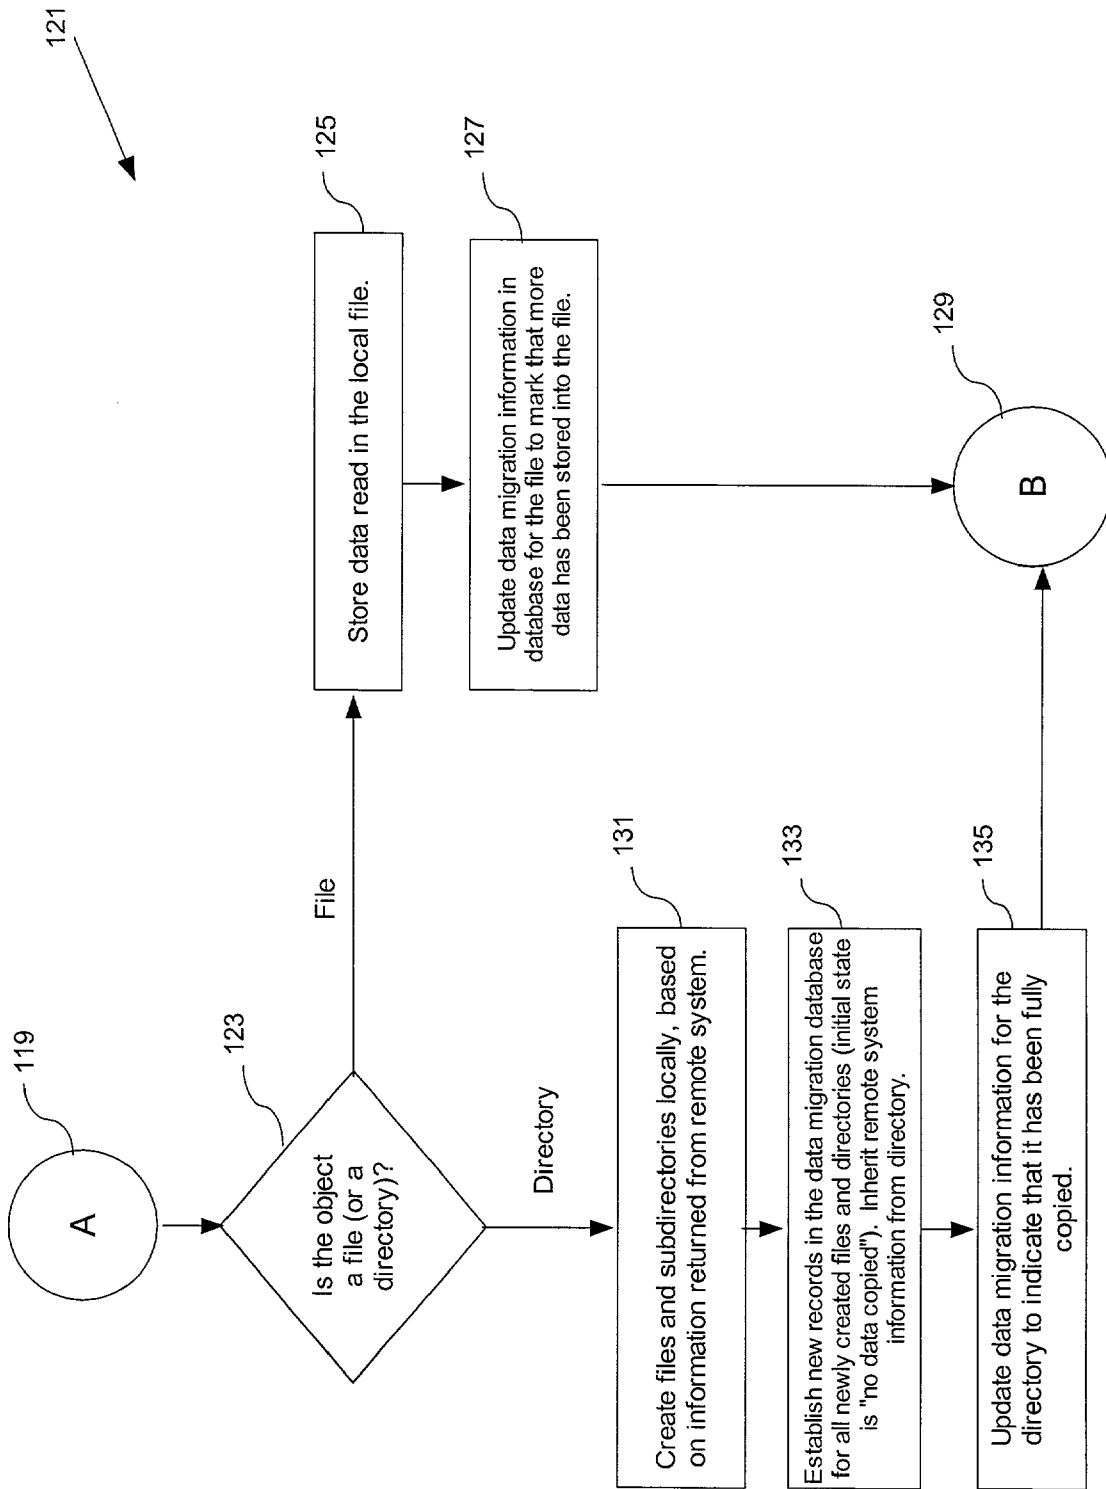 121
A
119
Is the object
a file (or a
directory)?
123
File
Store data read in the local file.
125
Update data migration information in
database for the file to mark that more
data has been stored into the file.
127
Directory
Create files and subdirectories locally, based
on information returned from remote system.
131
Establish new records in the data migration database
for all newly created files and directories (initial state
is "no data copied"). Inherit remote system
information from directory.
133
Update data migration information for the
directory to indicate that it has been fully
copied.
135
B
129